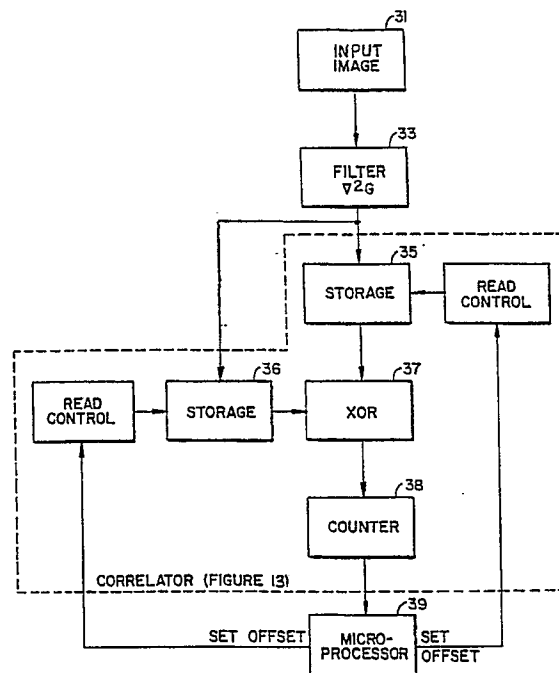 31
INPUT
IMAGE
33
FILTER
∇²G
35
STORAGE
READ
CONTROL
36
37
READ
CONTROL
STORAGE
XOR
38
COUNTER
CORRELATOR (FIGURE 13)
39
SET OFFSET
MICRO-
PROCESSOR
SET
OFFSET